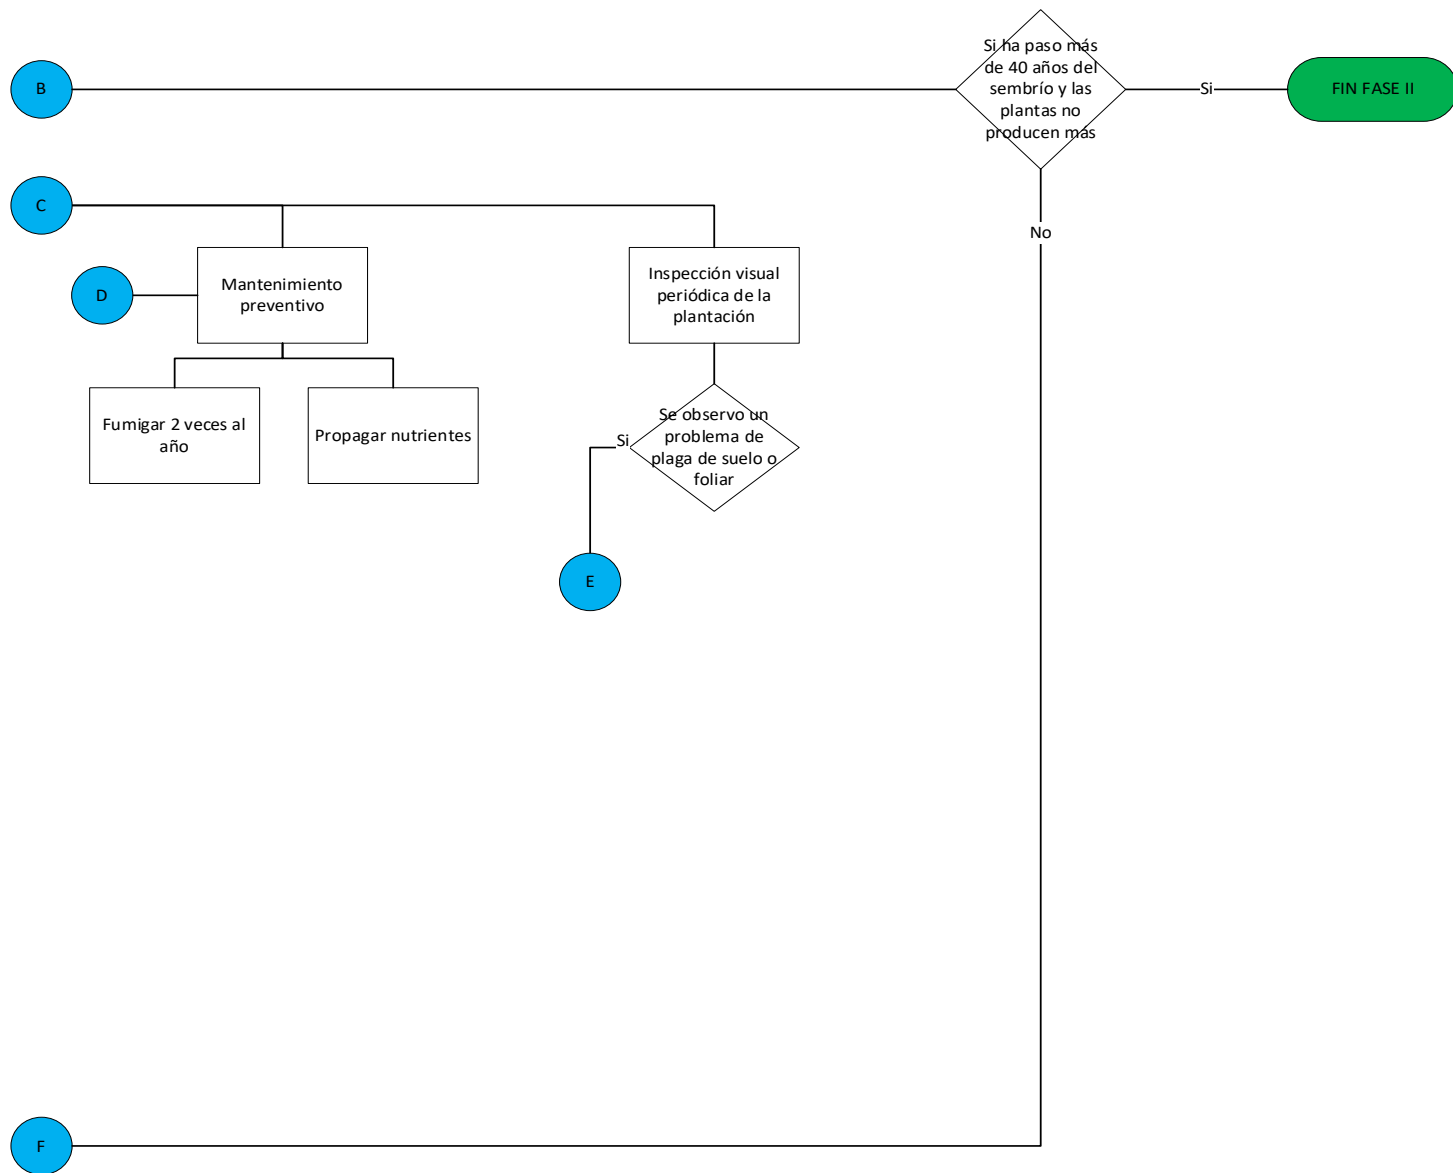 B
Si ha paso más
de 40 años del
sembrío y las
plantas no
producen más
Si
FIN FASE II
C
No
D
Mantenimiento
preventivo
Inspección visual
periódica de la
plantación
Fumigar 2 veces al
año
Propagar nutrientes
Si
Se observo un
problema de
plaga de suelo o
foliar
E
F